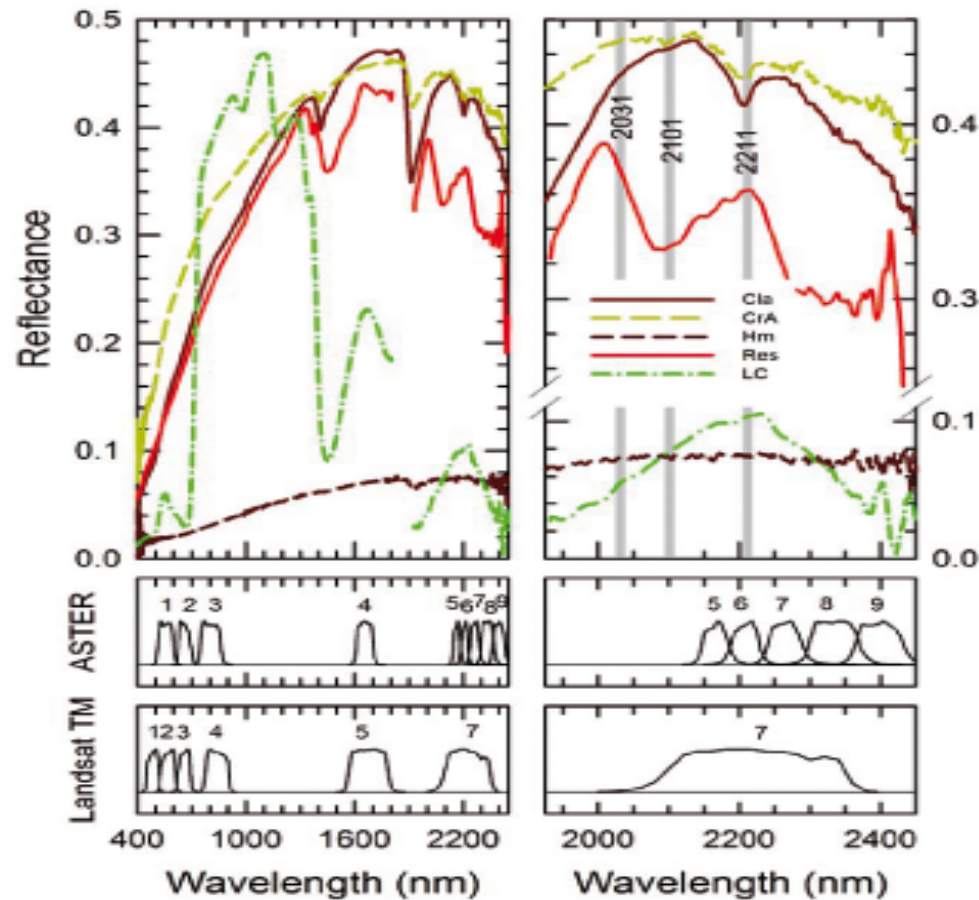 0.5
0.4
0.3
0.2
0.1
0.0
Reflectance
2031
2101
2211
Cla
CrA
Hm
Res
LC
0.4
0.3
0.1
0.0
ASTER
1 2 3 4 5 6 7 8 9
5 6 7 8 9
Landsat TM
1 2 3 4 5 7
7
400 1000 1600 2200
2000 2200 2400
Wavelength (nm)
Wavelength (nm)